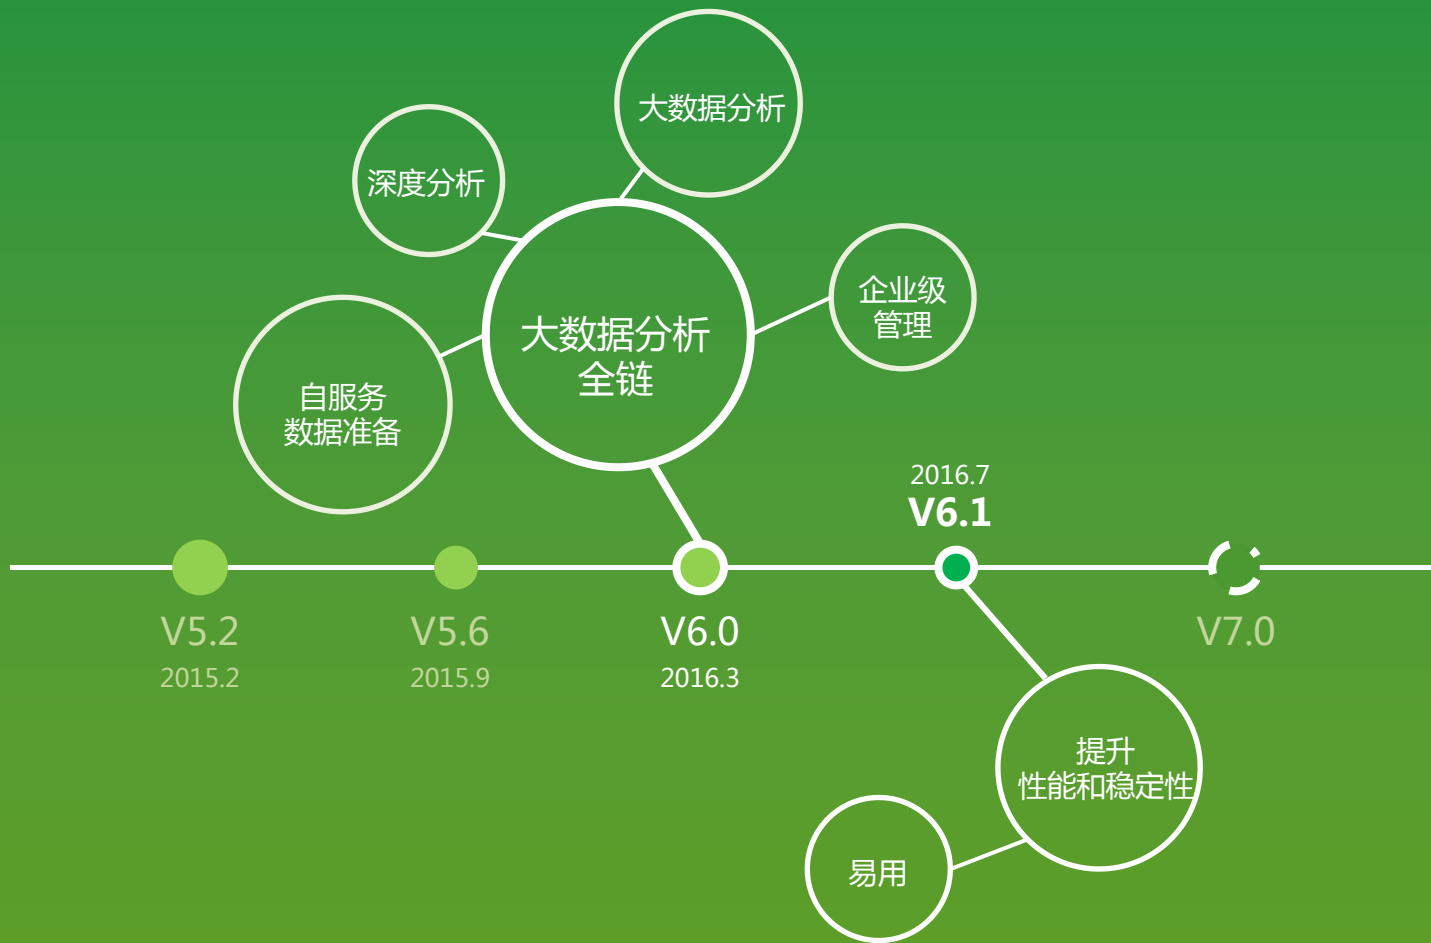 大数据分析
深度分析
企业级
管理
大数据分析
全链
自服务
数据准备
2016.7
V6.1
V5.2
2015.2
V5.6
2015.9
V6.0
2016.3
V7.0
提升
性能和稳定性
易用